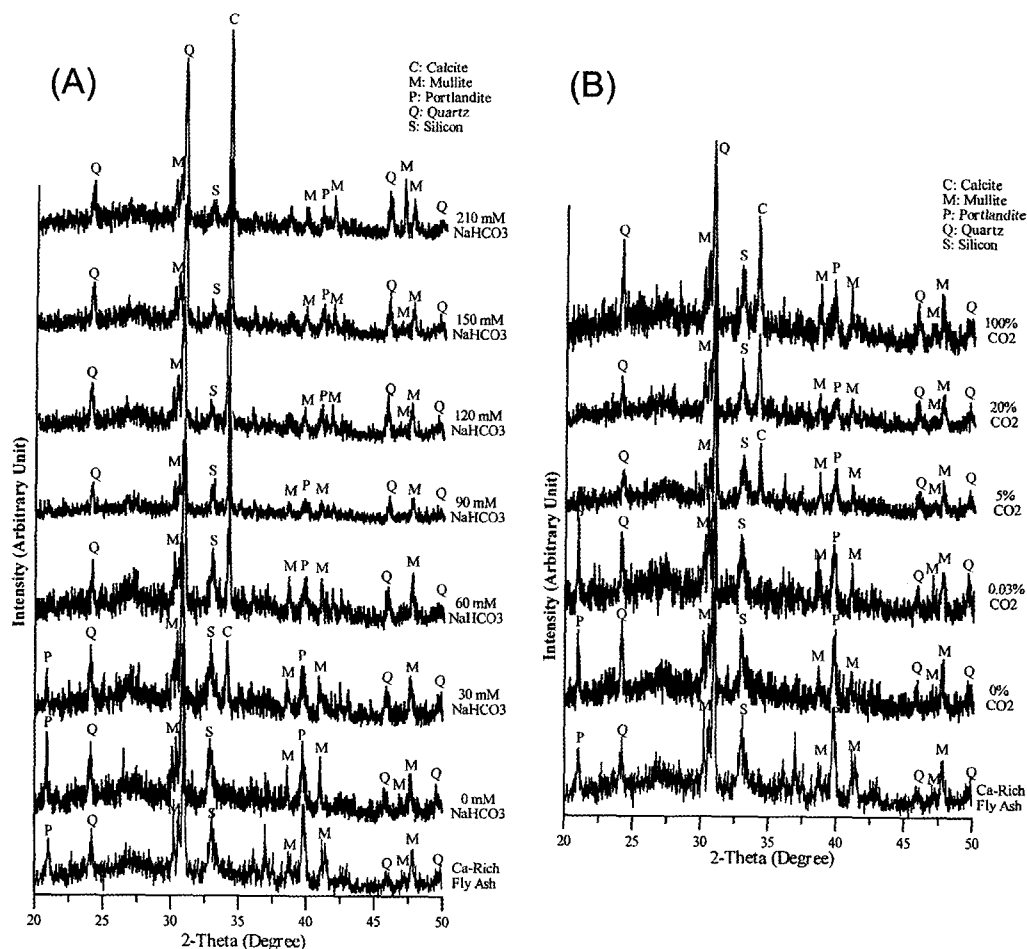 (A)
C: Calcite
M: Mullite
P: Portlandite
Q: Quartz
S: Silicon
C
Q
Q
M
S
M
P
M
Q
M
M
Q
210 mM
NaHCO3
Q
M
S
M
P
M
Q
M
M
Q
150 mM
NaHCO3
Q
M
S
M
P
M
Q
M
M
Q
120 mM
NaHCO3
Q
M
S
M
P
M
Q
M
Q
90 mM
NaHCO3
Q
M
S
M
P
M
Q
M
Q
60 mM
NaHCO3
P
Q
M
S
C
M
P
M
Q
M
Q
30 mM
NaHCO3
P
Q
M
S
M
P
M
Q
M
M
Q
0 mM
NaHCO3
P
Q
S
M
M
Q
M
M
Q
Ca-Rich
Fly Ash
Intensity (Arbitrary Unit)
20
25
30
35
40
45
50
2-Theta (Degree)
(B)
C: Calcite
M: Mullite
P: Portlandite
Q: Quartz
S: Silicon
Q
Q
M
S
C
M
P
M
Q
M
M
Q
100%
CO2
Q
M
S
C
M
P
M
Q
M
M
Q
20%
CO2
Q
M
S
C
M
P
M
Q
M
M
Q
5%
CO2
P
Q
M
S
M
P
M
Q
M
M
Q
0.03%
CO2
P
Q
M
S
M
P
M
Q
M
M
Q
0%
CO2
P
Q
M
S
M
M
Q
M
M
Q
Ca-Rich
Fly Ash
Intensity (Arbitrary Unit)
20
25
30
35
40
45
50
2-Theta (Degree)